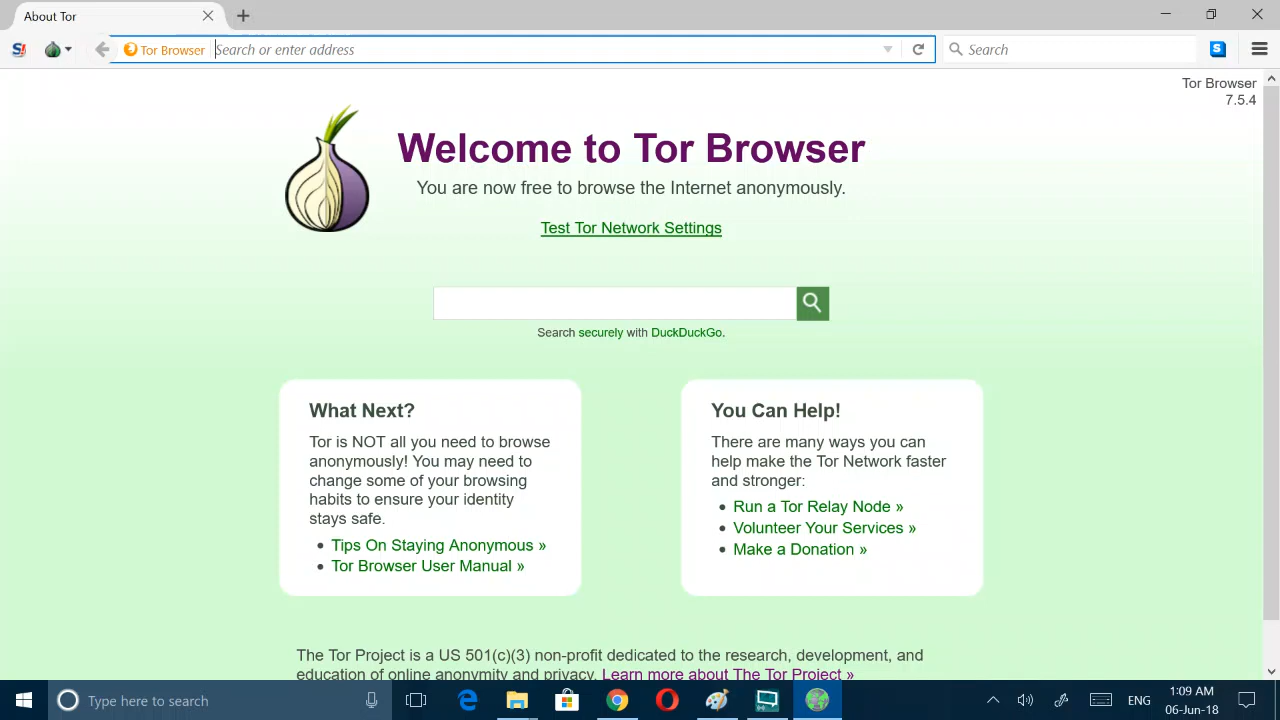 About Tor
Tor Browser
Search or enter address
Search
Tor Browser
7.5.4
Welcome to Tor Browser
You are now free to browse the Internet anonymously.
Test Tor Network Settings
Search securely with DuckDuckGo.
What Next?
Tor is NOT all you need to browse
anonymously! You may need to
change some of your browsing
habits to ensure your identity
stays safe.
Tips On Staying Anonymous »
Tor Browser User Manual »
You Can Help!
There are many ways you can
help make the Tor Network faster
and stronger:
Run a Tor Relay Node »
Volunteer Your Services »
Make a Donation »
The Tor Project is a US 501(c)(3) non-profit dedicated to the research, development, and
education of online anonymity and privacy. Learn more about The Tor Project »
Type here to search
ENG
1:09 AM
06-Jun-18